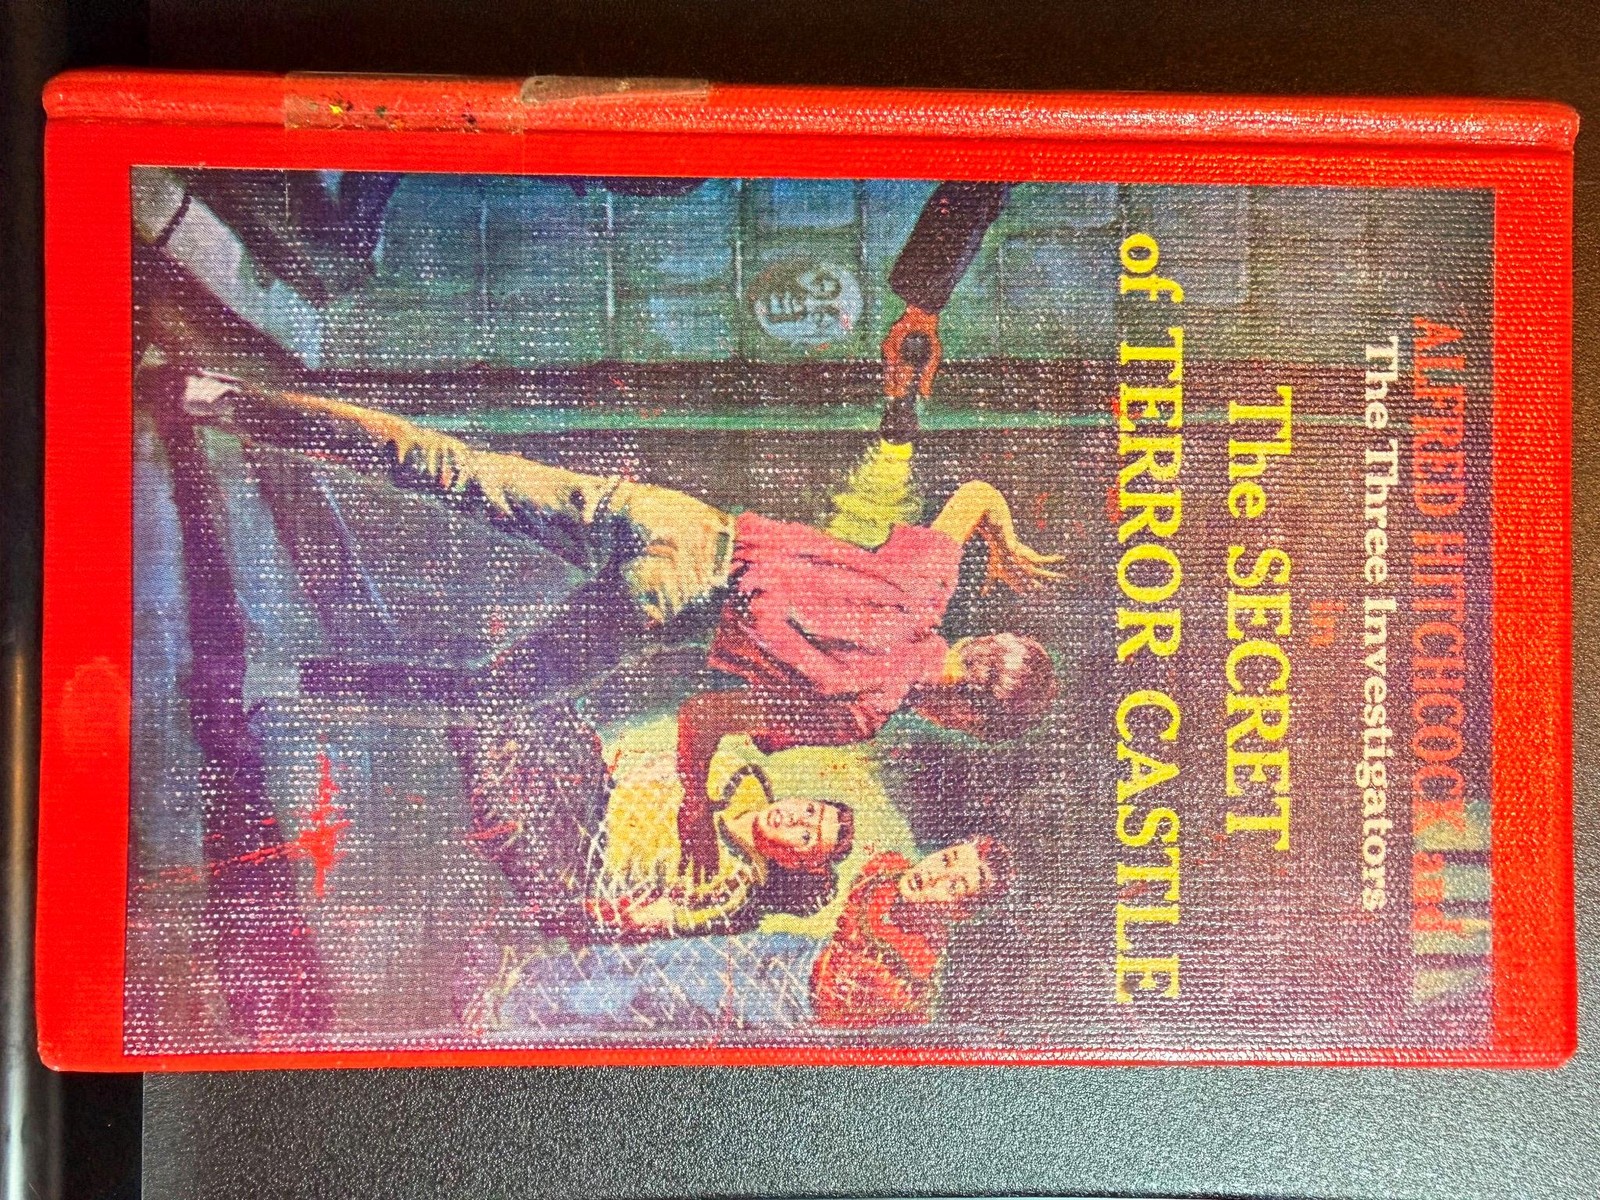 ALFRED HITCHCOCK and
The Three Investigators
in
The SECRET
of TERROR CASTLE